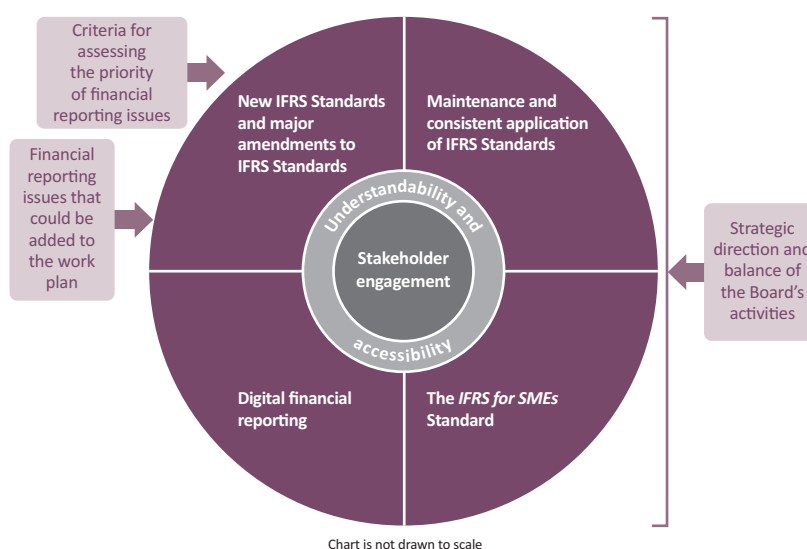 Criteria for
assessing
the priority
of financial
reporting issues
Financial
reporting
issues that
could be
added to
the work
plan
New IFRS Standards
and major
amendments to
IFRS Standards
Maintenance and
consistent application
of IFRS Standards
Understandability and
accessibility
Stakeholder
engagement
Digital financial
reporting
The IFRS for SMEs
Standard
Strategic
direction and
balance of
the Board’s
activities
Chart is not drawn to scale